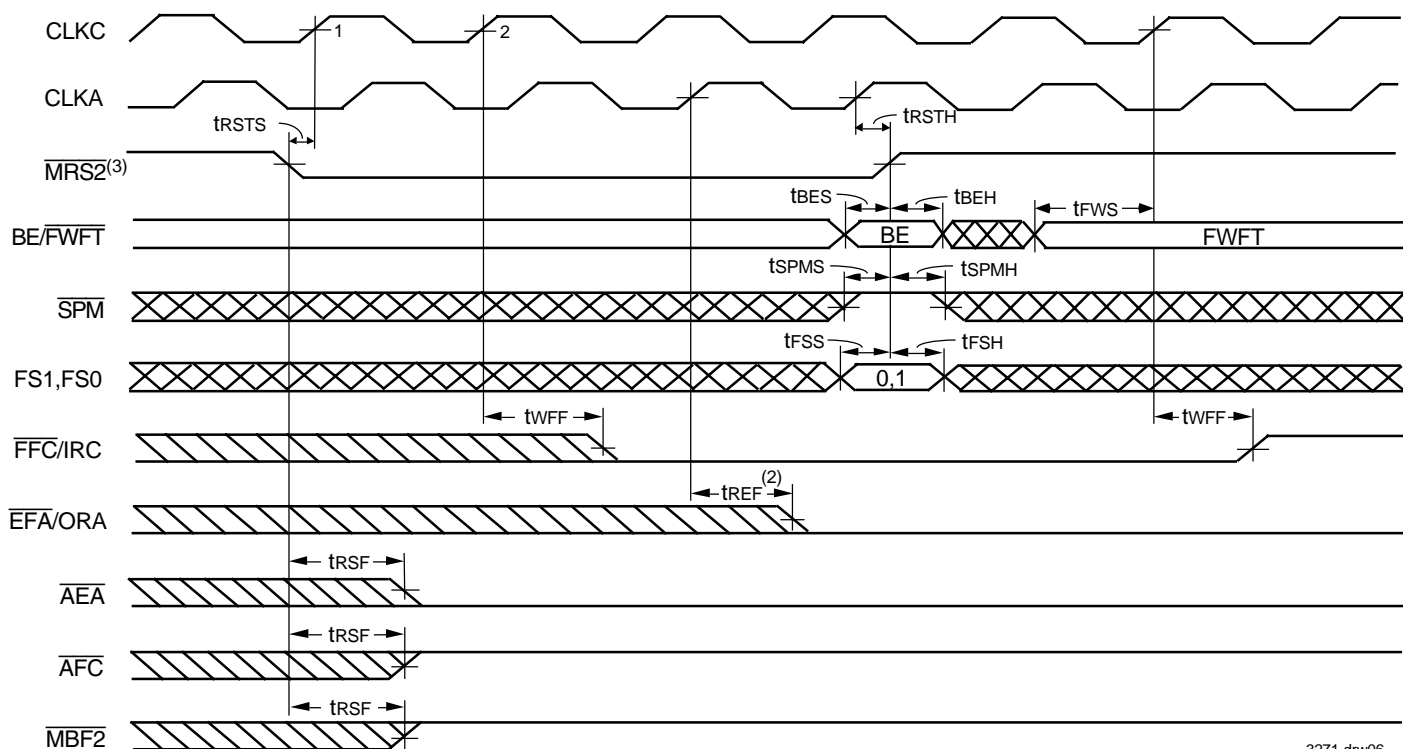 CLKC 1 2
CLKA
tRSTS tRSTH
MRS2(3)
tBES tBEH tFWS
BE/FWFT BE FWFT
tSPMS tSPMH
SPM
tFSS tFSH
FS1,FS0 0,1
tWFF tWFF
FFC/IRC
tREF(2)
EFA/ORA
tRSF
AEA
tRSF
AFC
tRSF
MBF2
3271 drw06